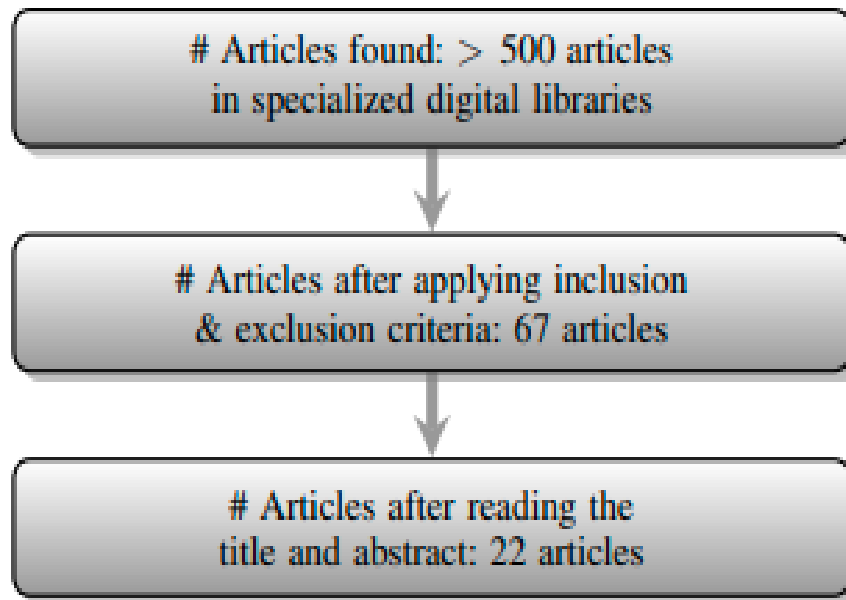 # Articles found: > 500 articles
in specialized digital libraries
# Articles after applying inclusion
& exclusion criteria: 67 articles
# Articles after reading the
title and abstract: 22 articles